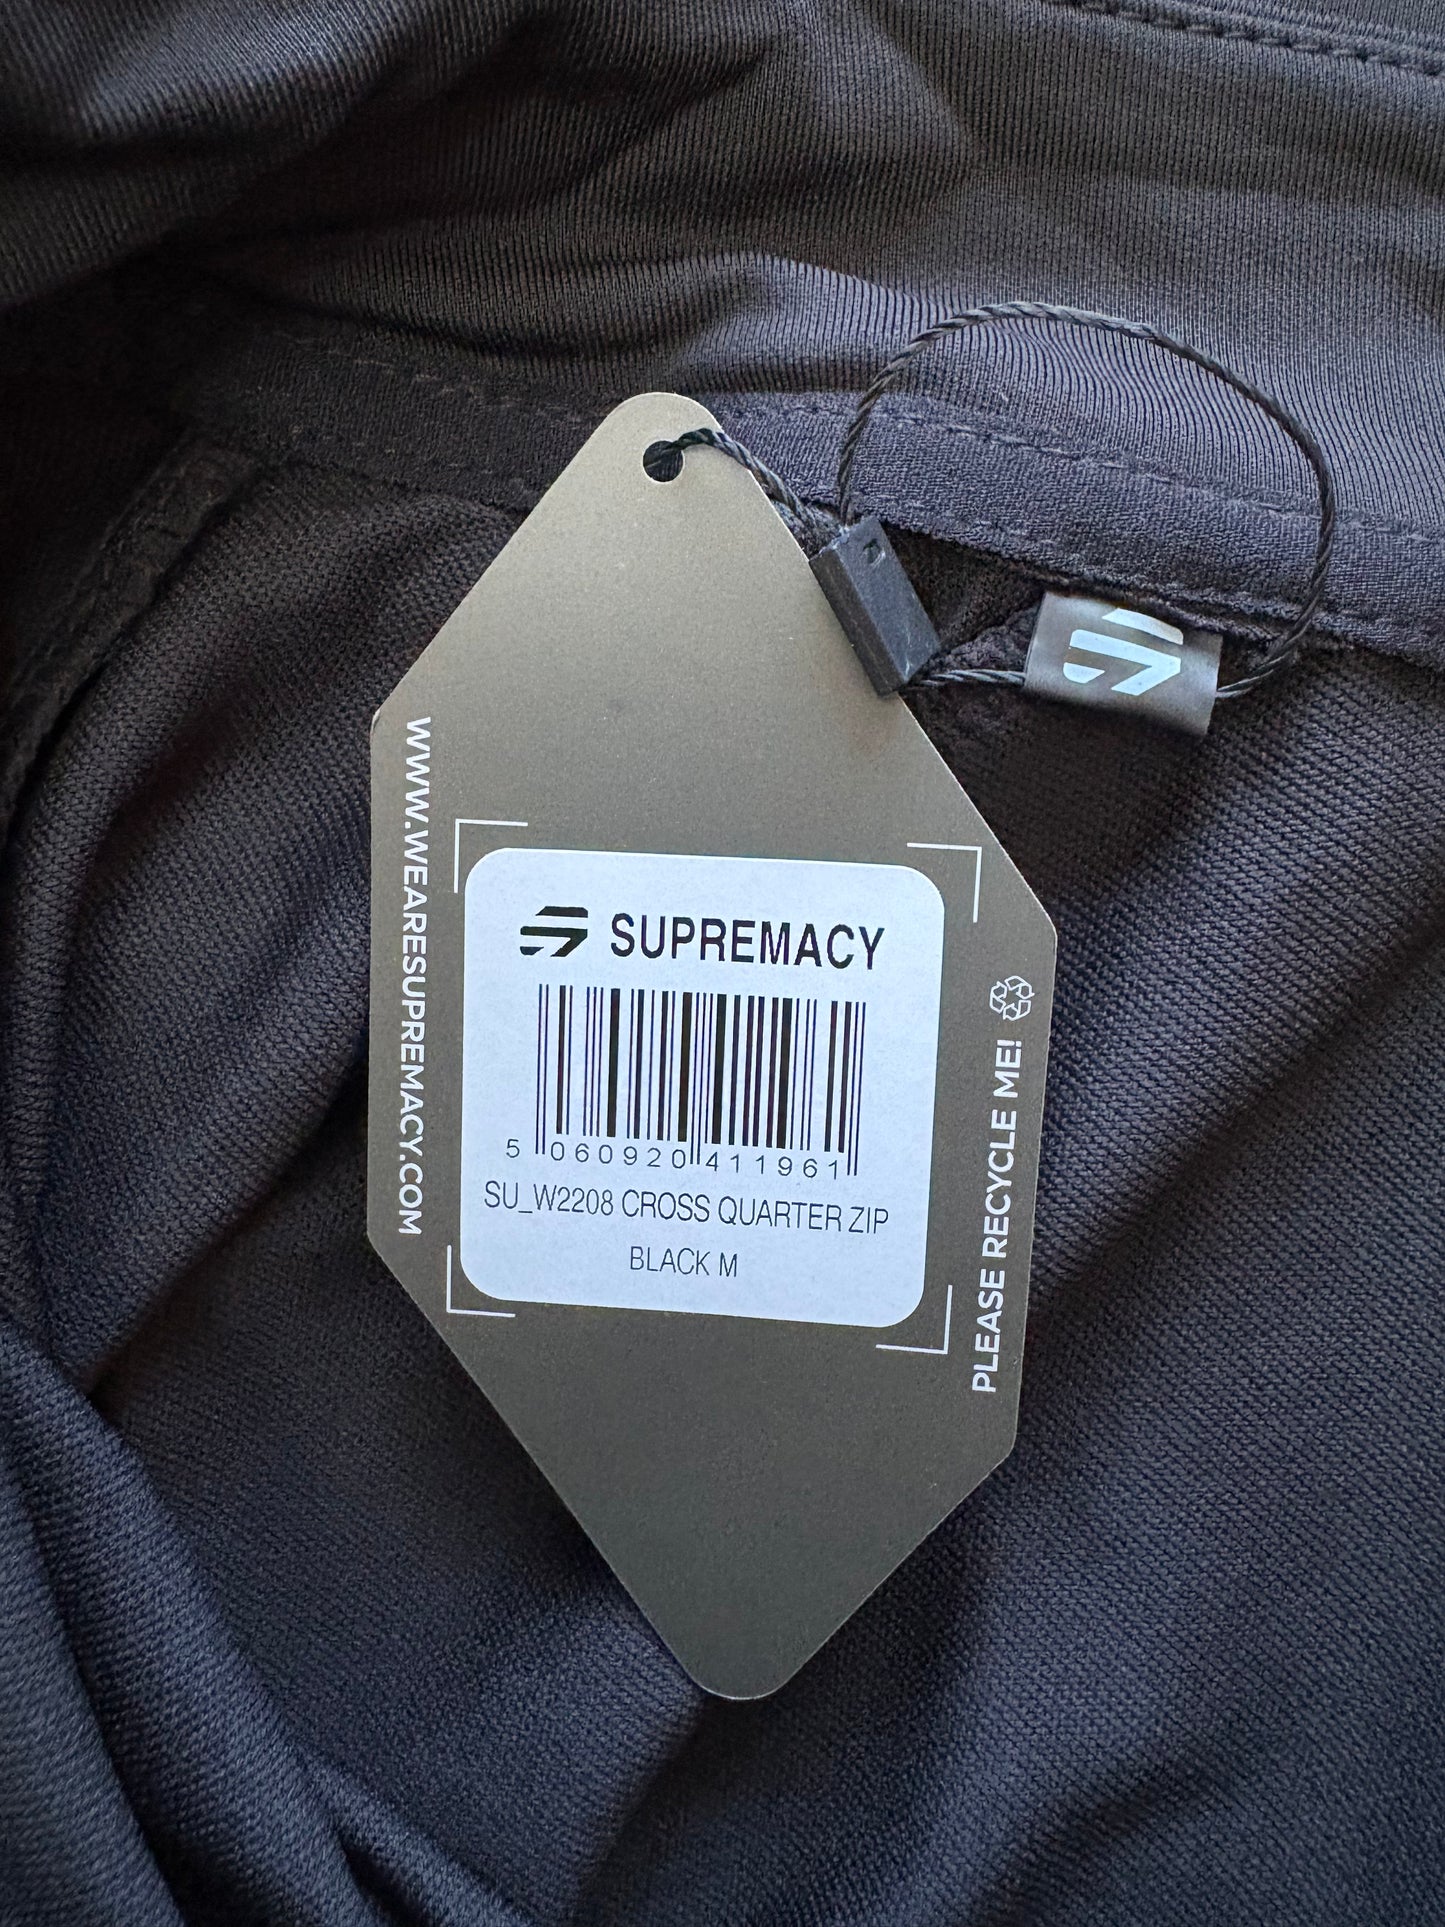 WWW.WEARESUPREMACY.COM
SUPREMACY
5 060920 411961
SU_W2208 CROSS QUARTER ZIP
BLACK M
PLEASE RECYCLE ME!